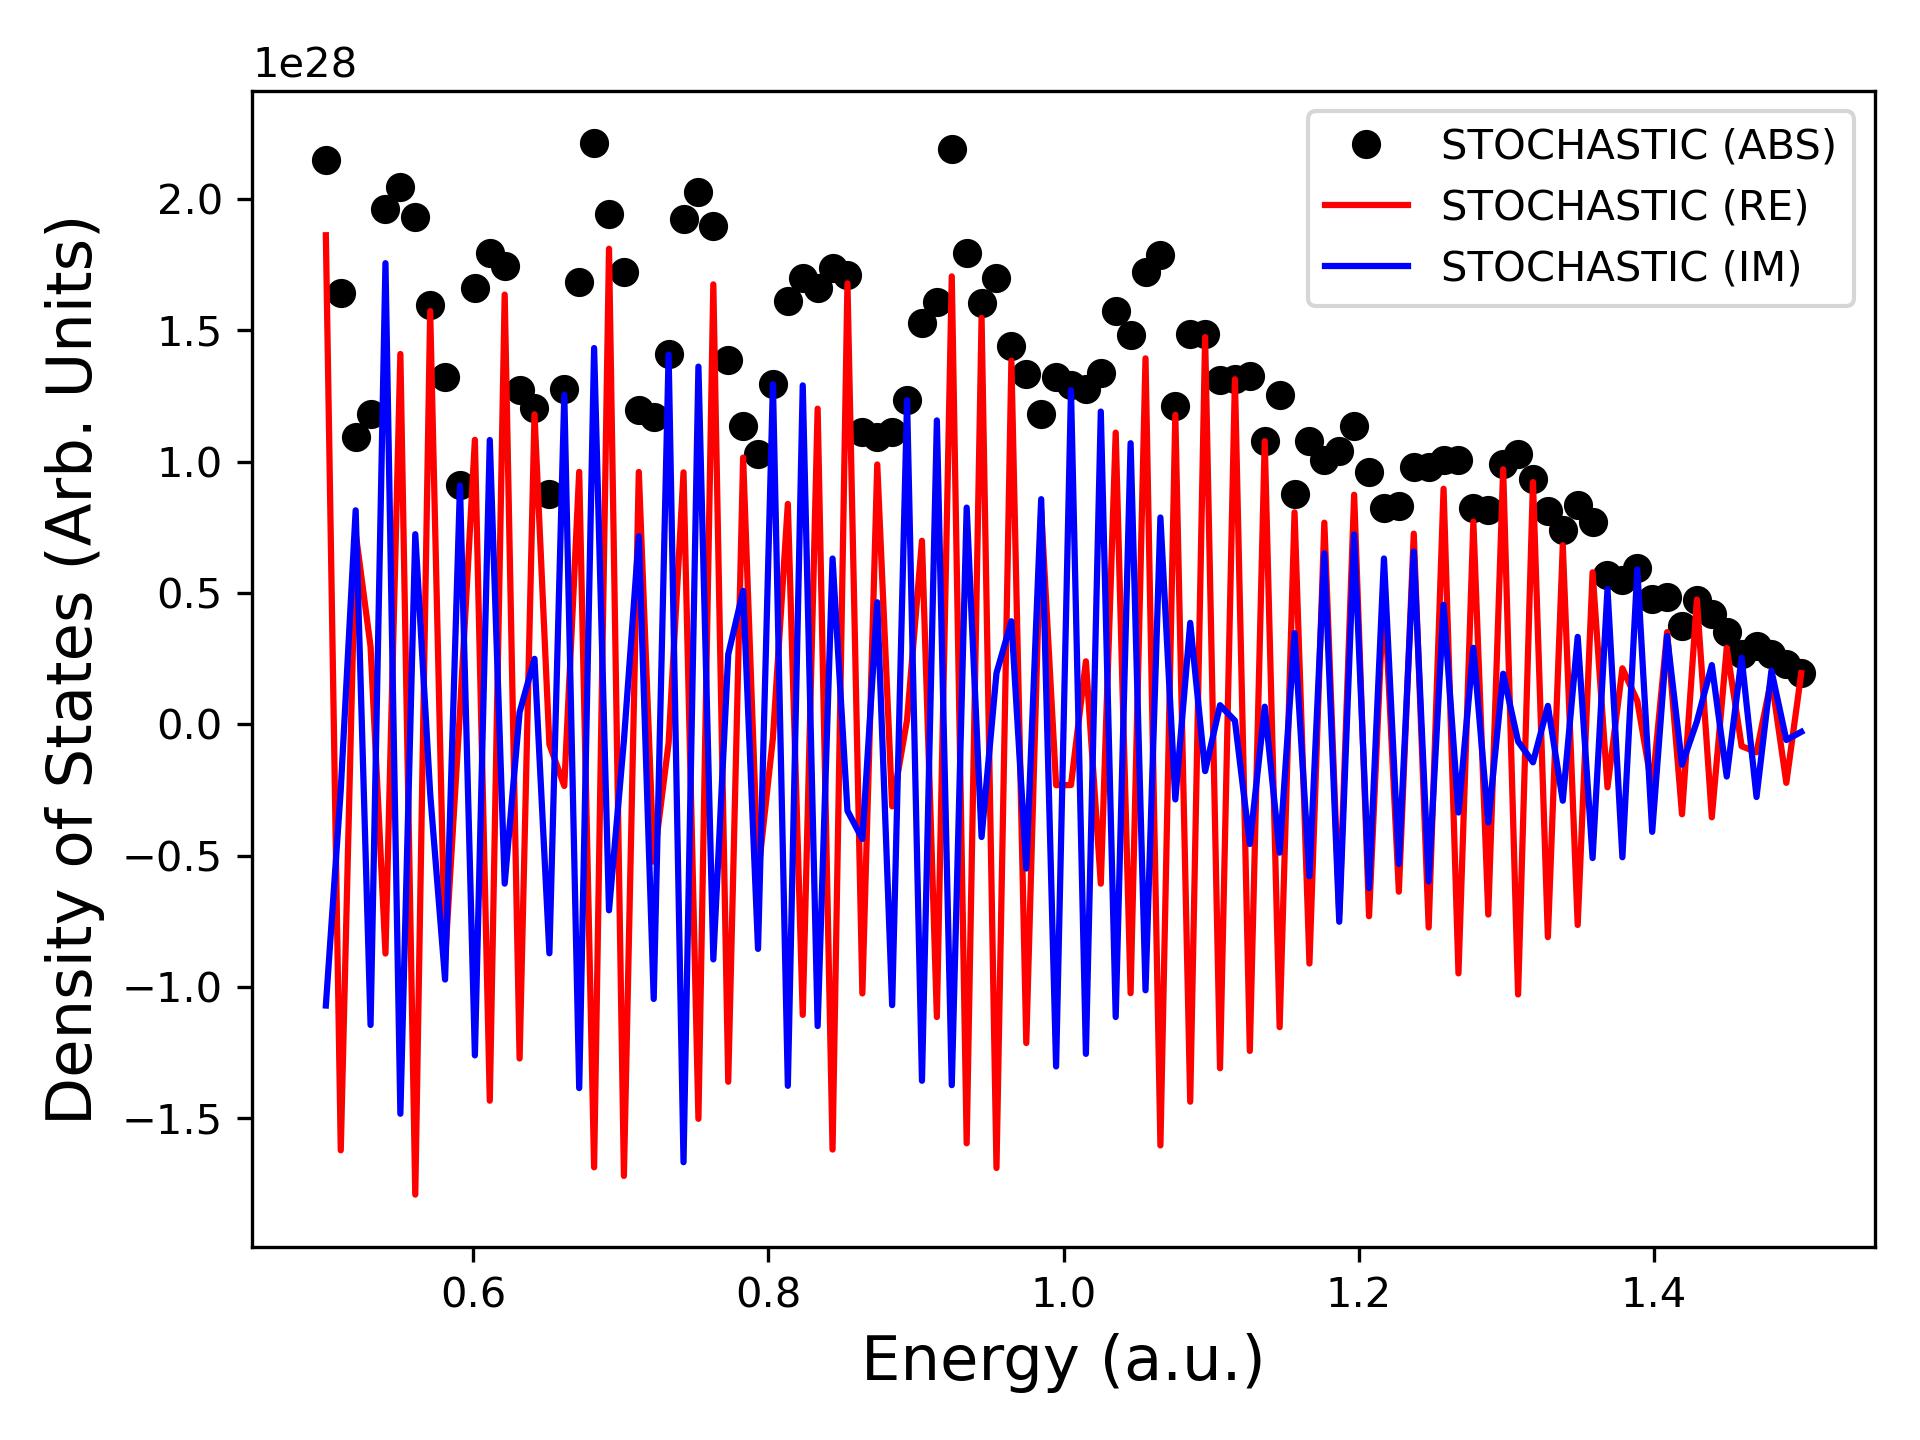 1e28
Density of States (Arb. Units)
2.0
1.5
1.0
0.5
0.0
−0.5
−1.0
−1.5
STOCHASTIC (ABS)
STOCHASTIC (RE)
STOCHASTIC (IM)
0.6
0.8
1.0
1.2
1.4
Energy (a.u.)